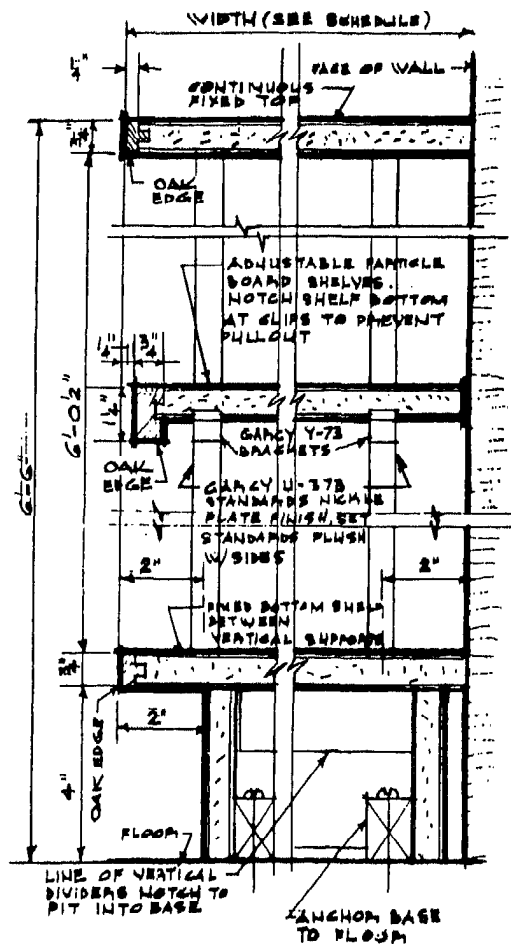 WIDTH (SEE SCHEDULE)
1/4"
FACE OF WALL
CONTINUOUS
FIXED TOP
OAK
EDGE
ADJUSTABLE PARTICLE
BOARD SHELVES.
NOTCH SHELF BOTTOM
AT CLIPS TO PREVENT
PULLOUT
1/4"
3/4"
1 1/2"
6'-0 1/2"
6'-6"
GARCY Y-73
BRACKETS
OAK
EDGE
STANDARDS NICKLE
PLATE FINISH. SET
STANDARDS FLUSH
W/ SIDES
2"
2"
FIXED BOTTOM SHELF
BETWEEN
VERTICAL SUPPORTS
2"
4"
OAK EDGE
FLOOR
LINE OF VERTICAL
DIVIDERS NOTCH TO
FIT INTO BASE
ANCHOR BASE
TO FLOOR